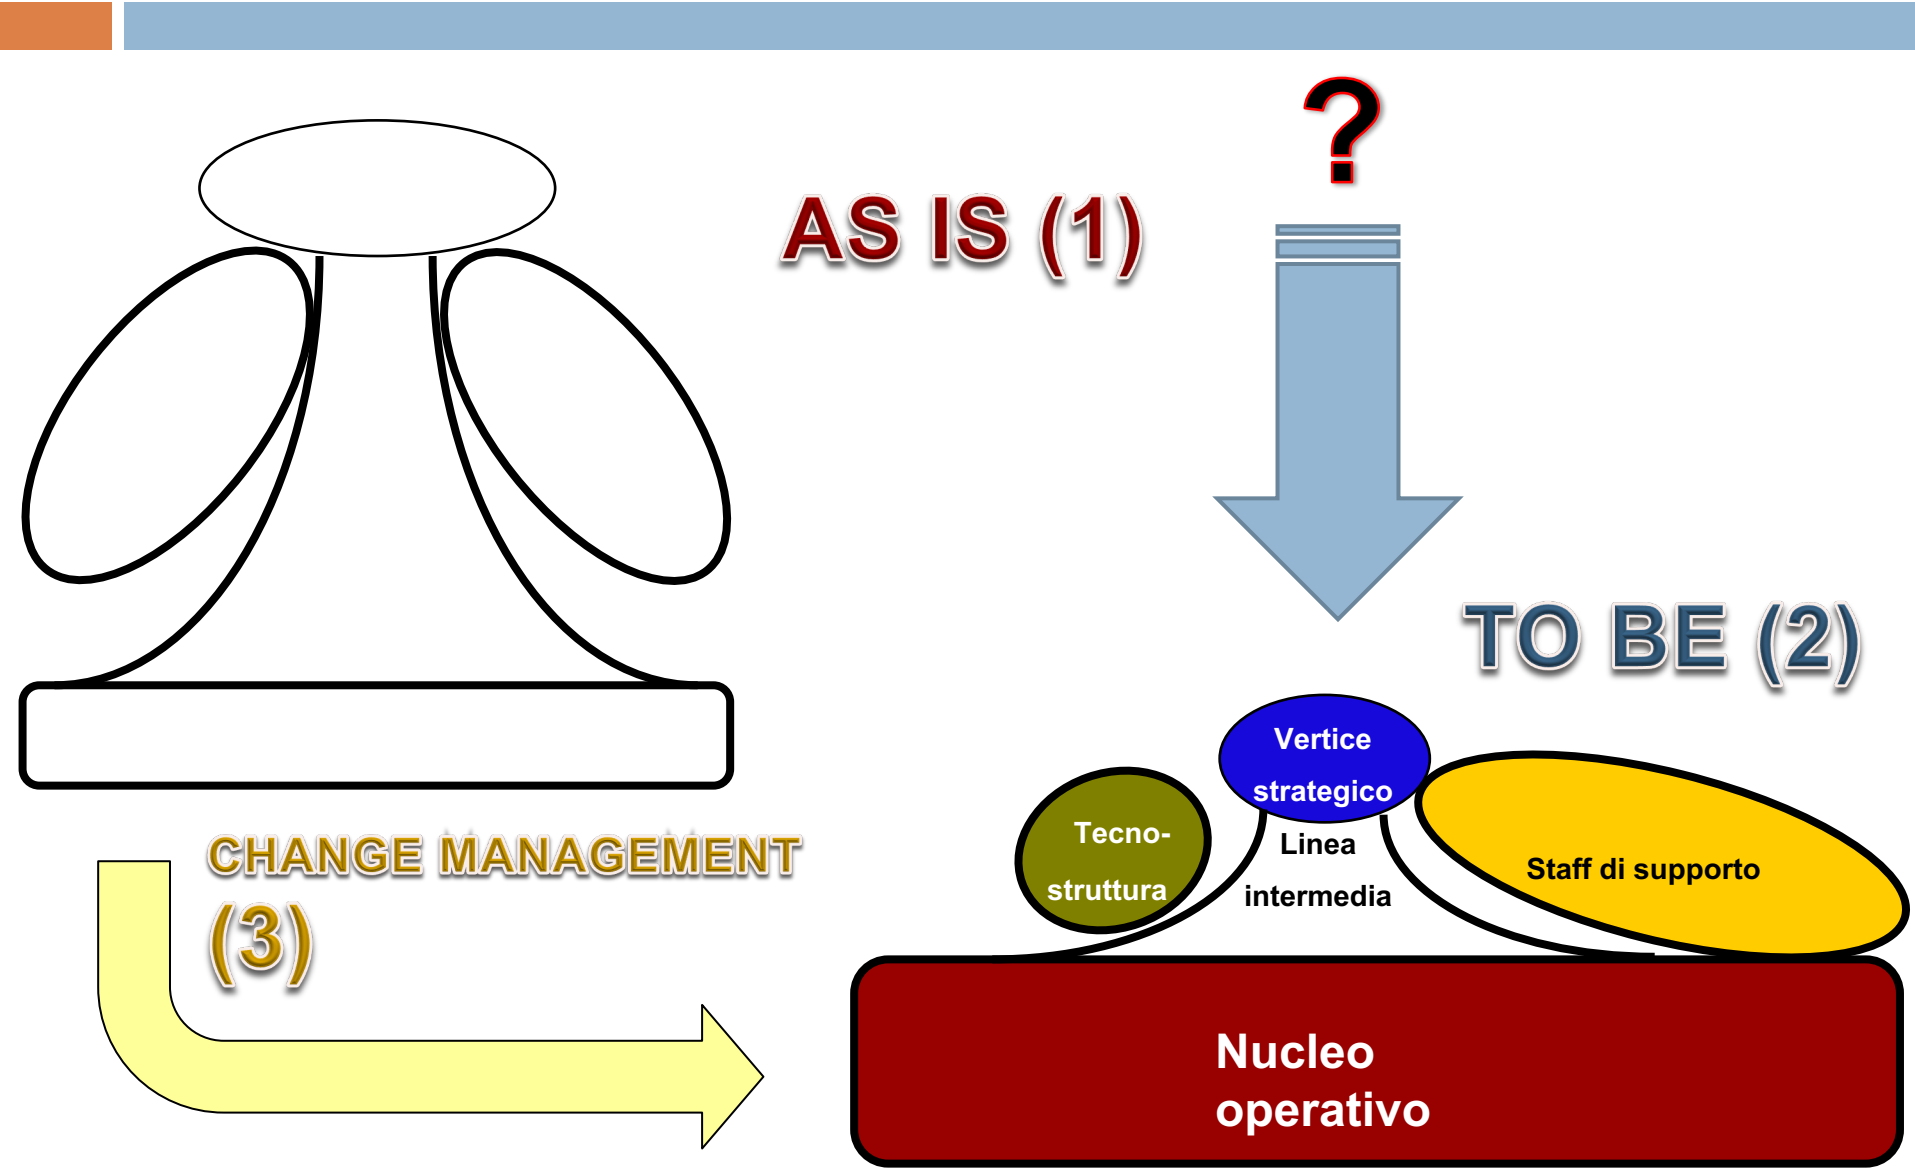 ?
AS IS (1)
TO BE (2)
Vertice
strategico
Tecno-
struttura
Linea
intermedia
Staff di supporto
CHANGE MANAGEMENT
(3)
Nucleo
operativo